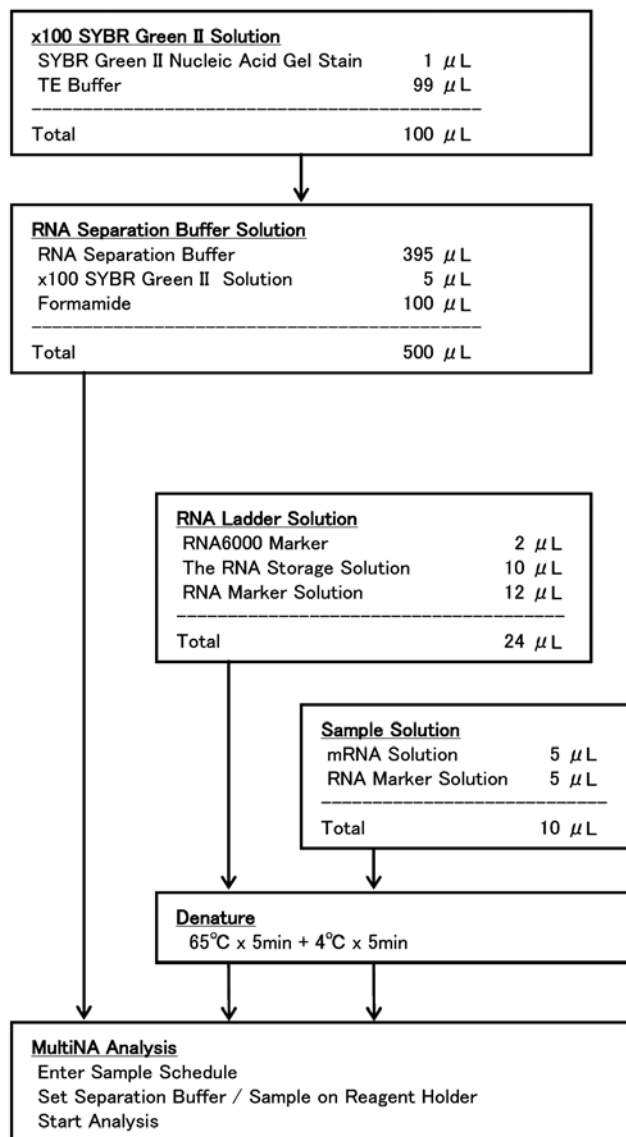 x100 SYBR Green II Solution
SYBR Green II Nucleic Acid Gel Stain 1 μL
TE Buffer 99 μL
Total 100 μL
RNA Separation Buffer Solution
RNA Separation Buffer 395 μL
x100 SYBR Green II Solution 5 μL
Formamide 100 μL
Total 500 μL
RNA Ladder Solution
RNA6000 Marker 2 μL
The RNA Storage Solution 10 μL
RNA Marker Solution 12 μL
Total 24 μL
Sample Solution
mRNA Solution 5 μL
RNA Marker Solution 5 μL
Total 10 μL
Denature
65°C x 5min + 4°C x 5min
MultiNA Analysis
Enter Sample Schedule
Set Separation Buffer / Sample on Reagent Holder
Start Analysis